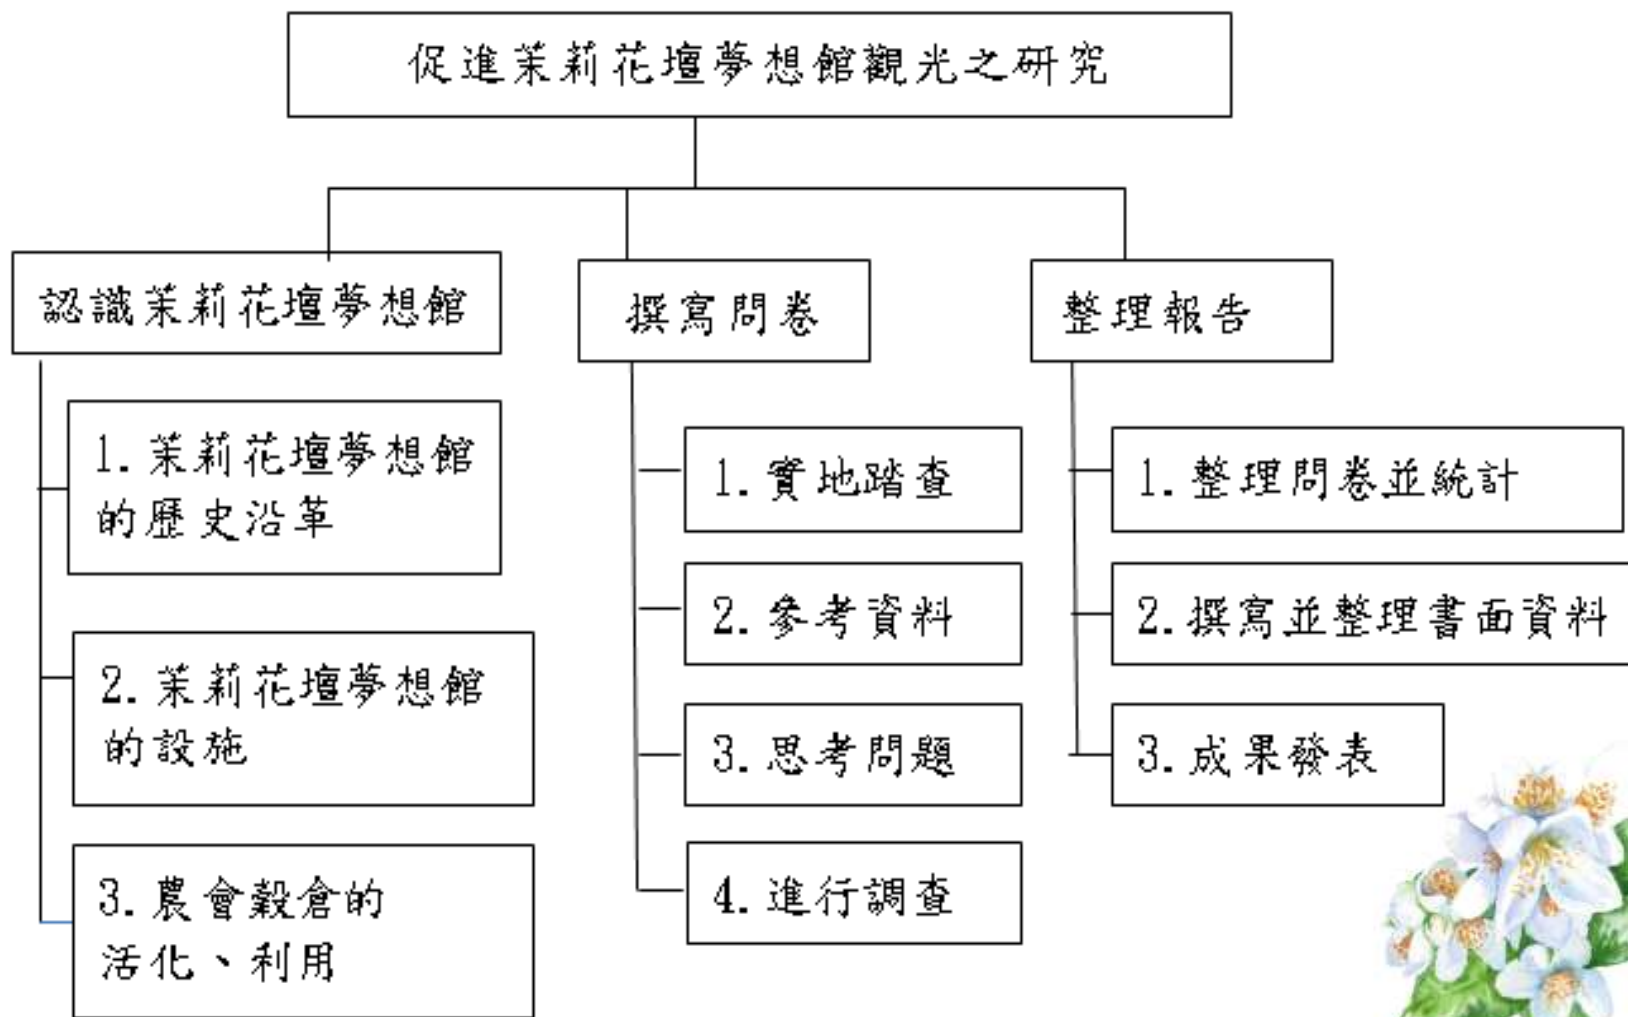 促進茉莉花壇夢想館觀光之研究
認識茉莉花壇夢想館
1.茉莉花壇夢想館
的歷史沿革
2.茉莉花壇夢想館
的設施
3.農會穀倉的
活化、利用
撰寫問卷
1.實地踏查
2.參考資料
3.思考問題
4.進行調查
整理報告
1.整理問卷並統計
2.撰寫並整理書面資料
3.成果發表